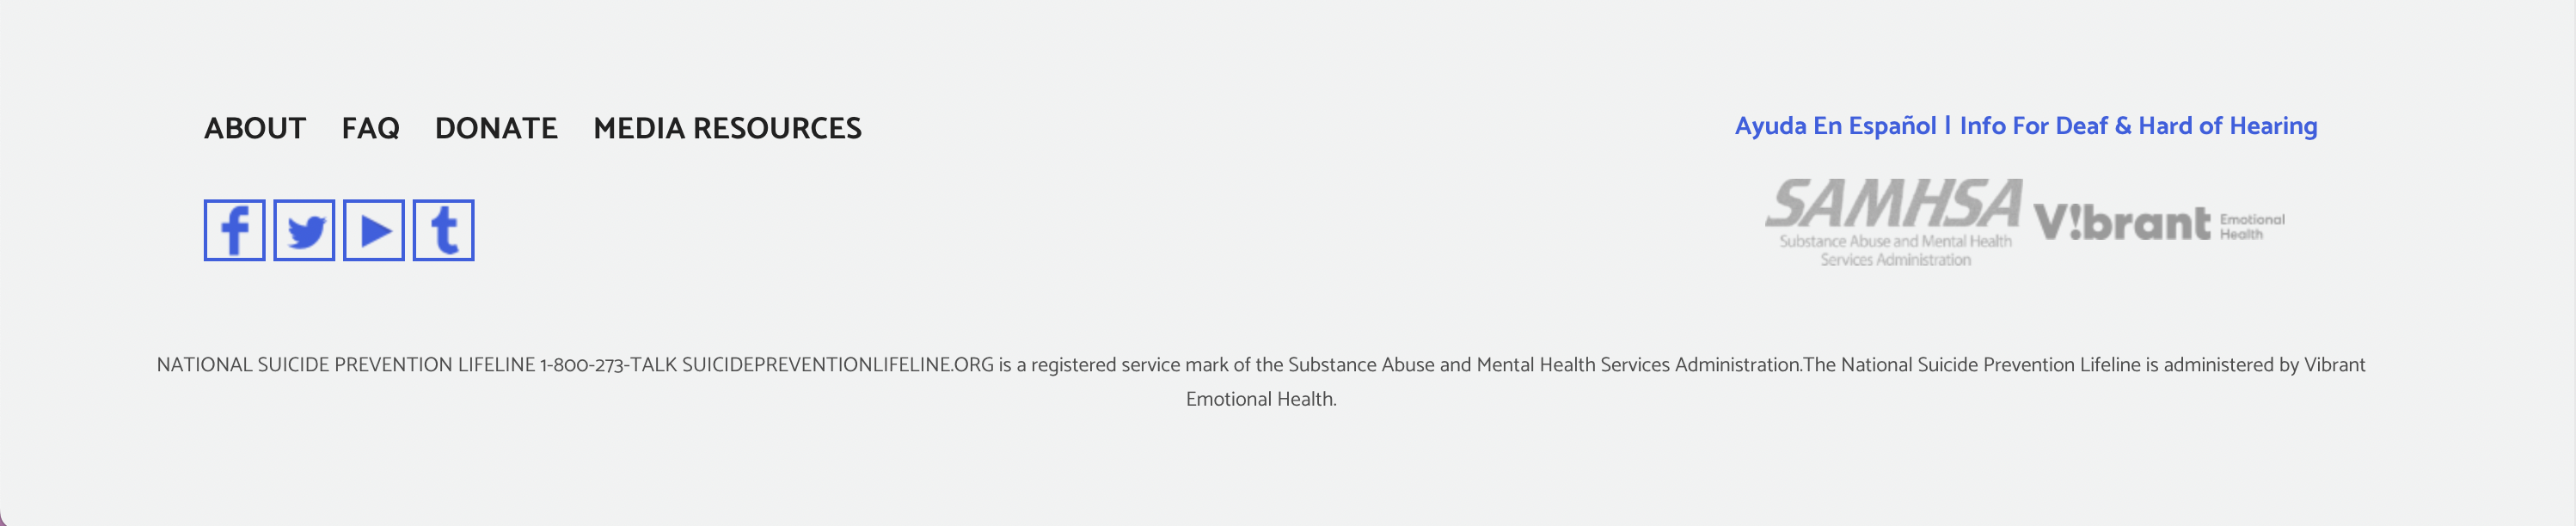 ABOUT FAQ DONATE MEDIA RESOURCES
Ayuda En Español | Info For Deaf & Hard of Hearing
SAMHSA
Substance Abuse and Mental Health
Services Administration
V!brant
Emotional
Health
NATIONAL SUICIDE PREVENTION LIFELINE 1-800-273-TALK SUICIDEPREVENTIONLIFELINE.ORG is a registered service mark of the Substance Abuse and Mental Health Services Administration.The National Suicide Prevention Lifeline is administered by Vibrant
Emotional Health.